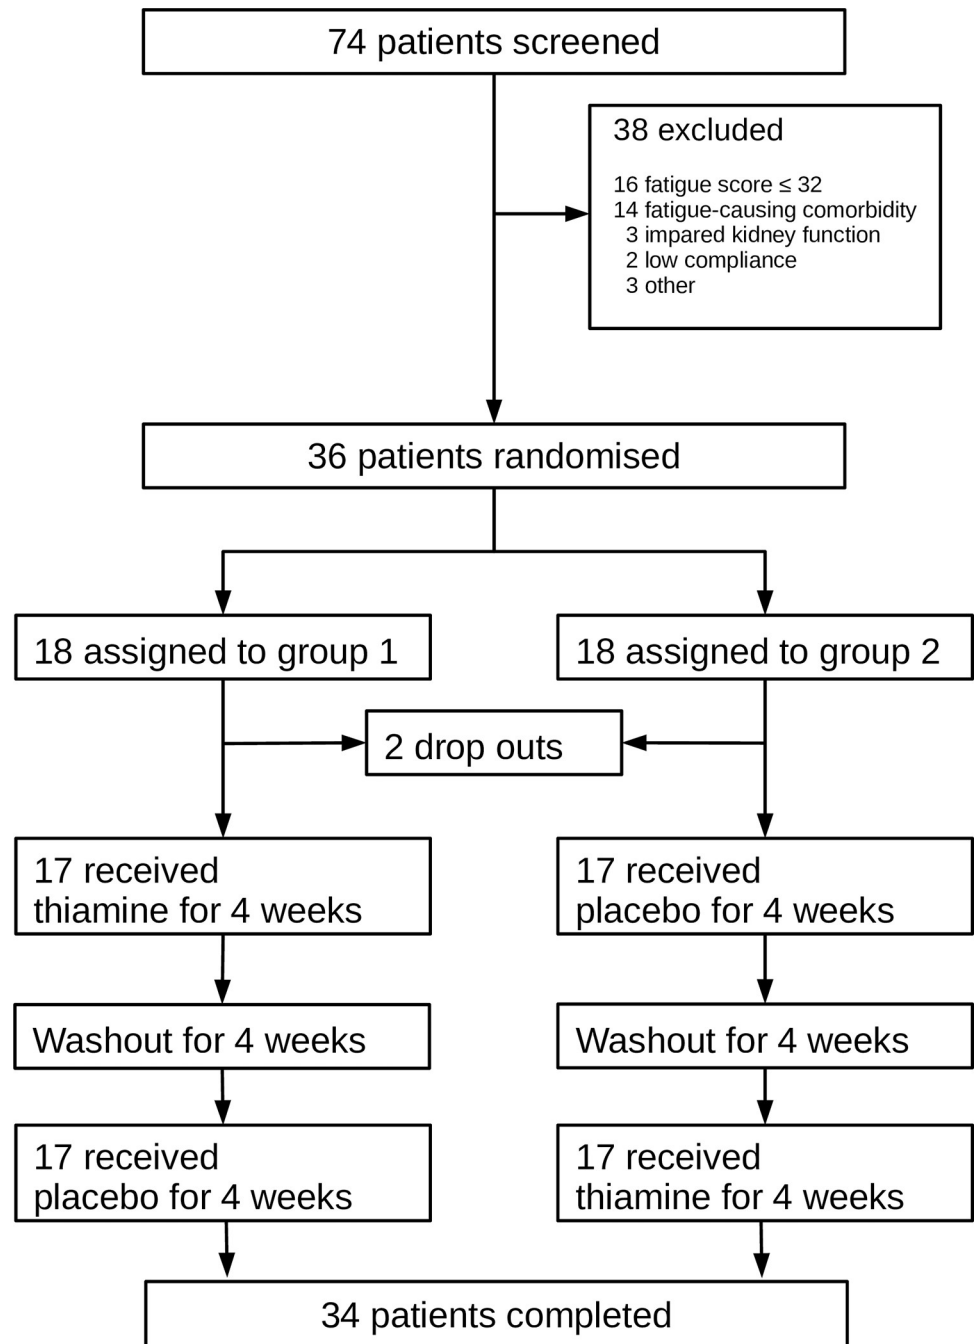 74 patients screened
38 excluded
16 fatigue score ≤ 32
14 fatigue-causing comorbidity
3 impared kidney function
2 low compliance
3 other
36 patients randomised
18 assigned to group 1
18 assigned to group 2
2 drop outs
17 received
thiamine for 4 weeks
17 received
placebo for 4 weeks
Washout for 4 weeks
Washout for 4 weeks
17 received
placebo for 4 weeks
17 received
thiamine for 4 weeks
34 patients completed